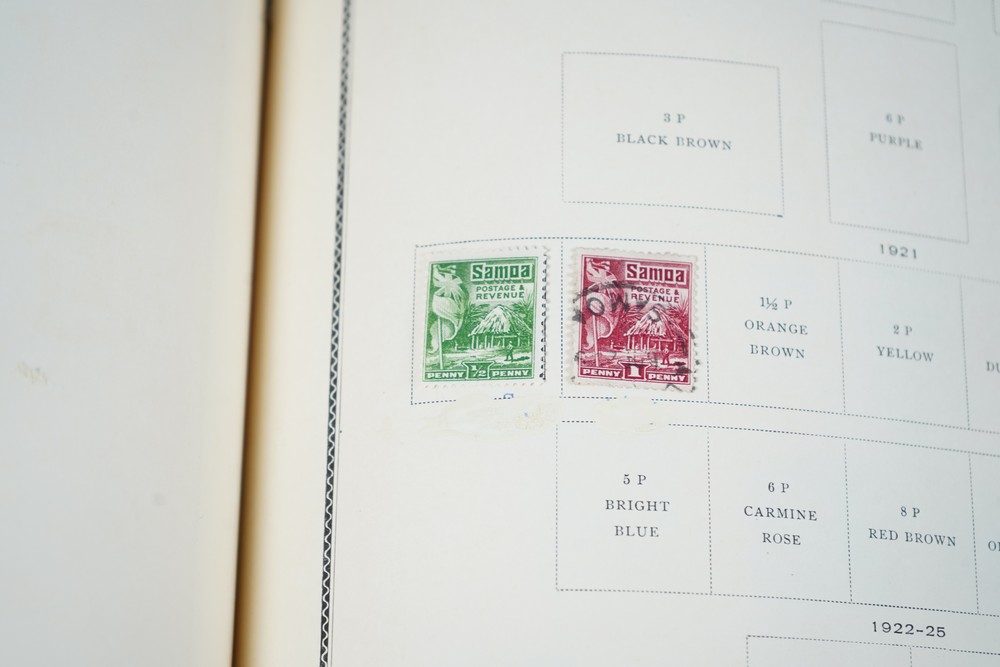 3 P
BLACK BROWN
6 P
PURPLE
1921
Samoa
POSTAGE &
REVENUE
PENNY ½ PENNY
Samoa
POSTAGE &
REVENUE
PENNY 1 PENNY
1½ P
ORANGE
BROWN
2 P
YELLOW
5 P
BRIGHT
BLUE
6 P
CARMINE
ROSE
8 P
RED BROWN
1922-25